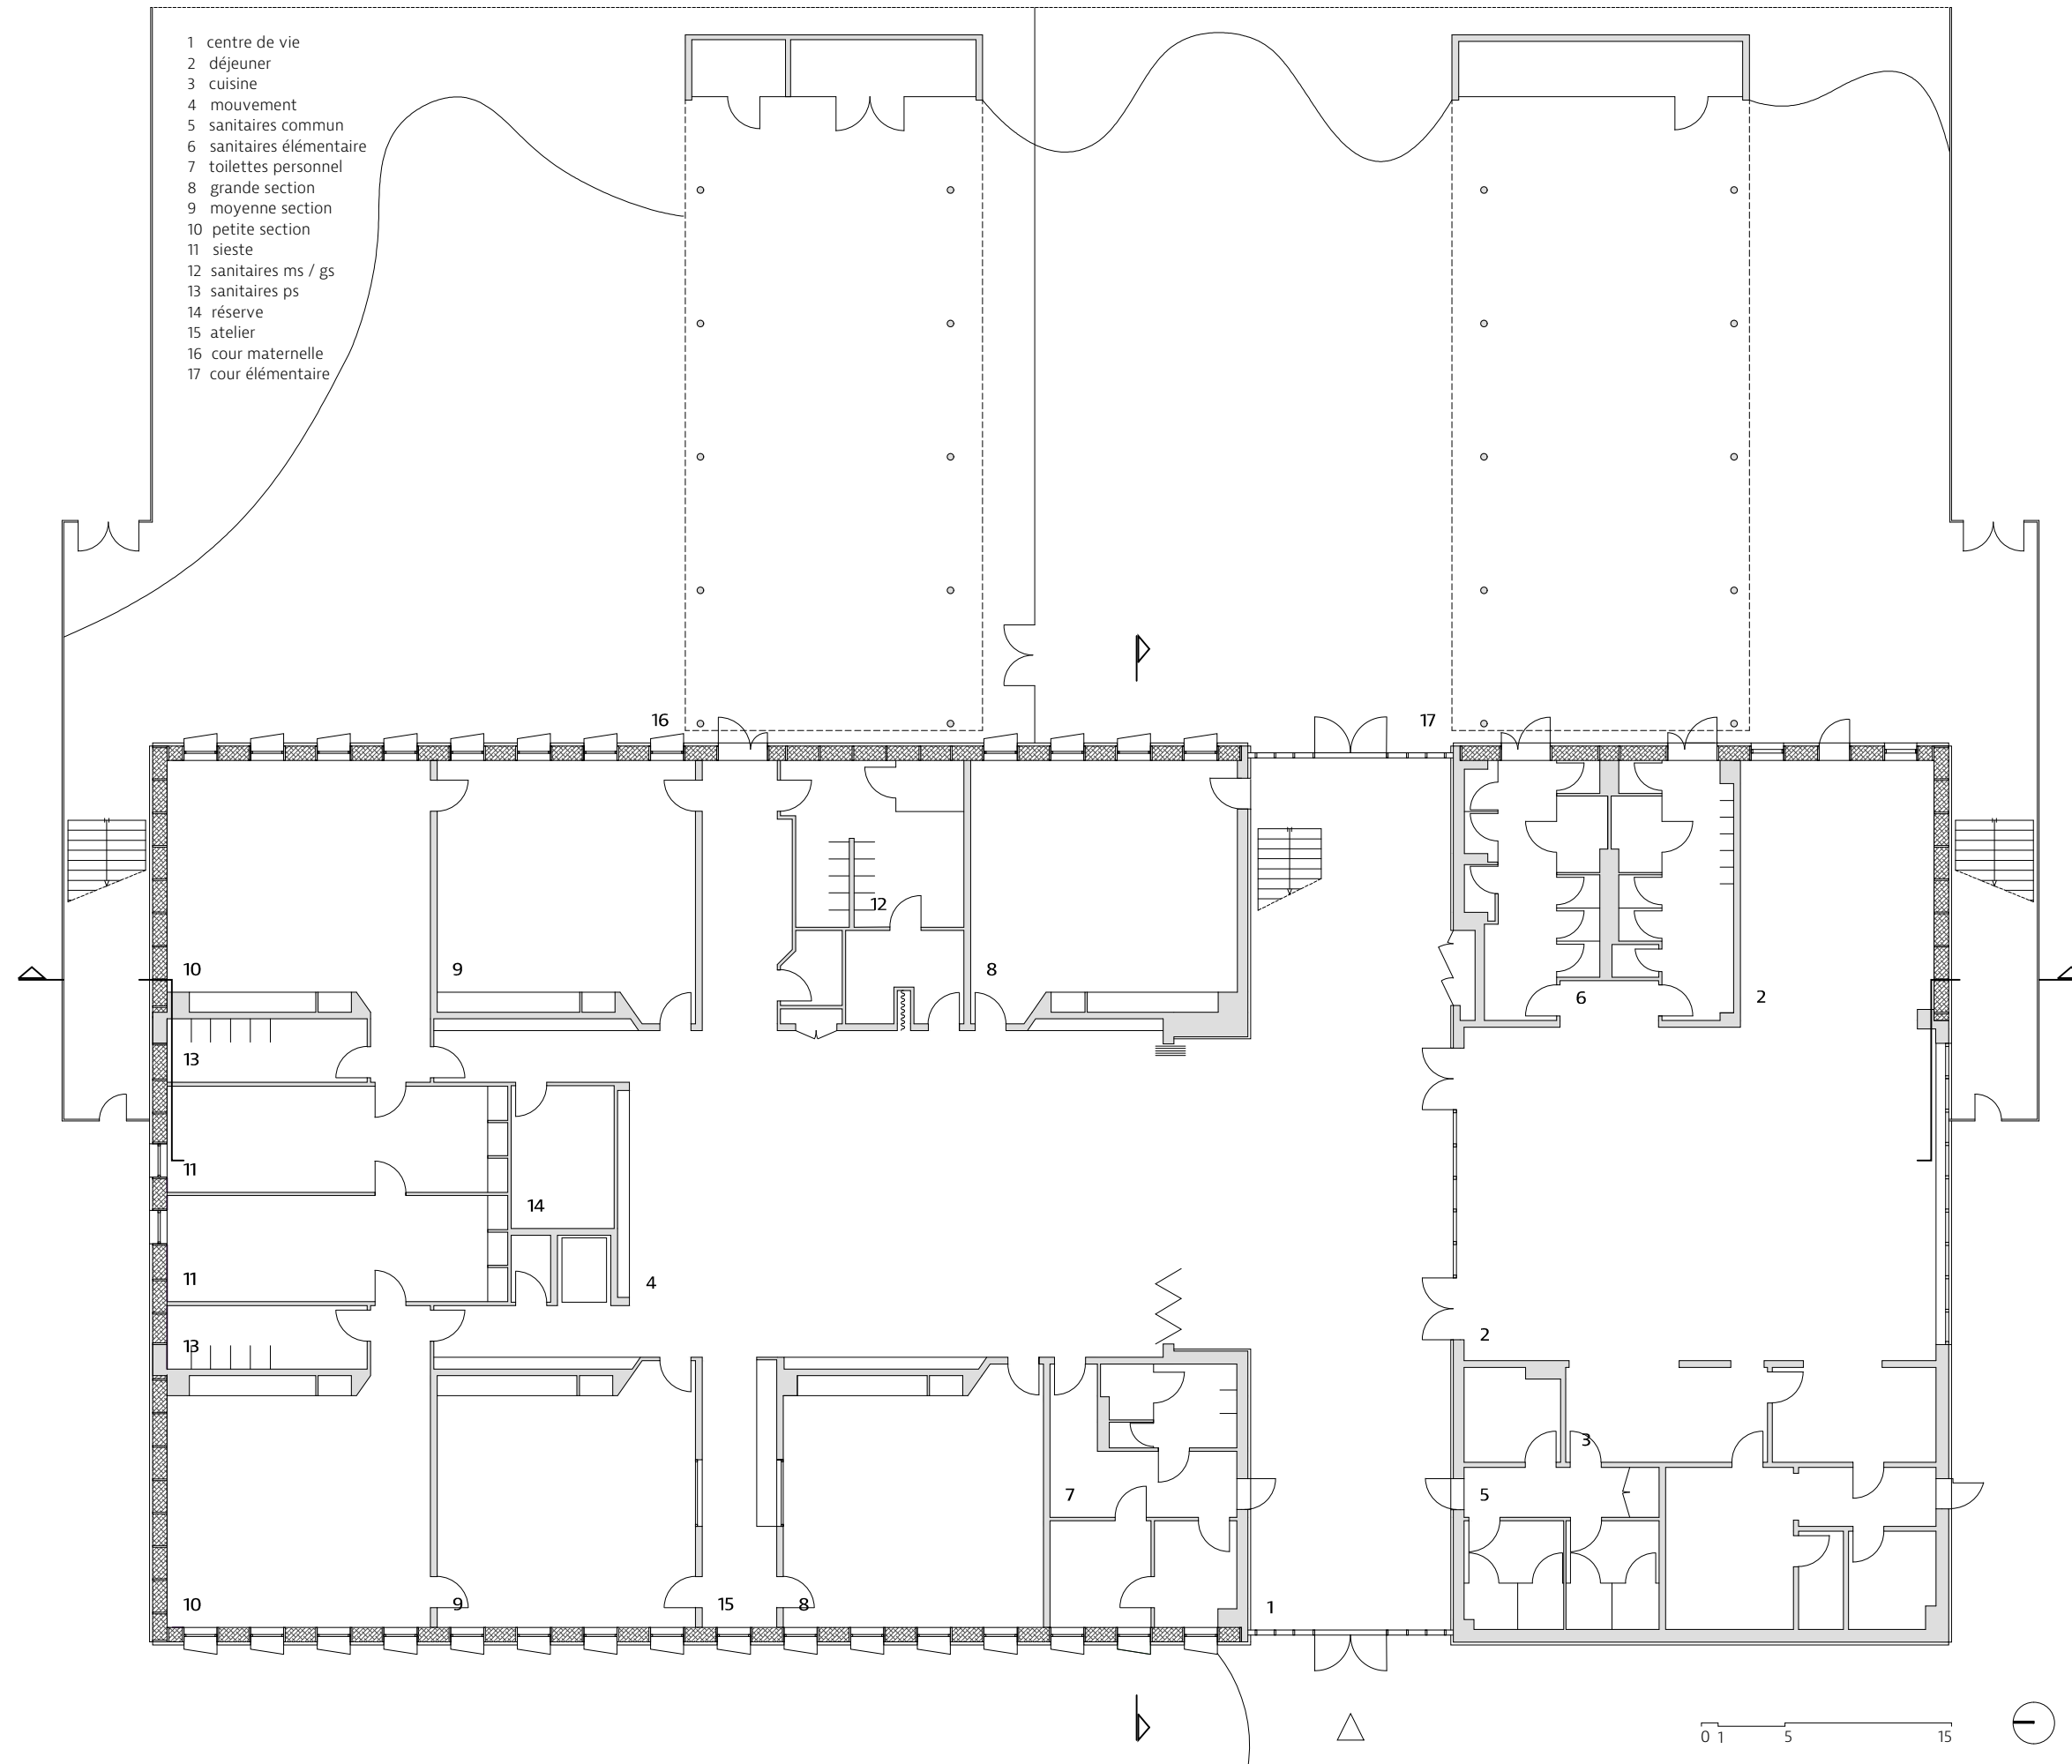 1 centre de vie
2 déjeuner
3 cuisine
4 mouvement
5 sanitaires commun
6 sanitaires élémentaire
7 toilettes personnel
8 grande section
9 moyenne section
10 petite section
11 sieste
12 sanitaires ms / gs
13 sanitaires ps
14 réserve
15 atelier
16 cour maternelle
17 cour élémentaire
16 17
12
10 9 8 6 2
13
11
14
11 4
13 2
3
7 5
10 9 15 8 1
0 1 5 15